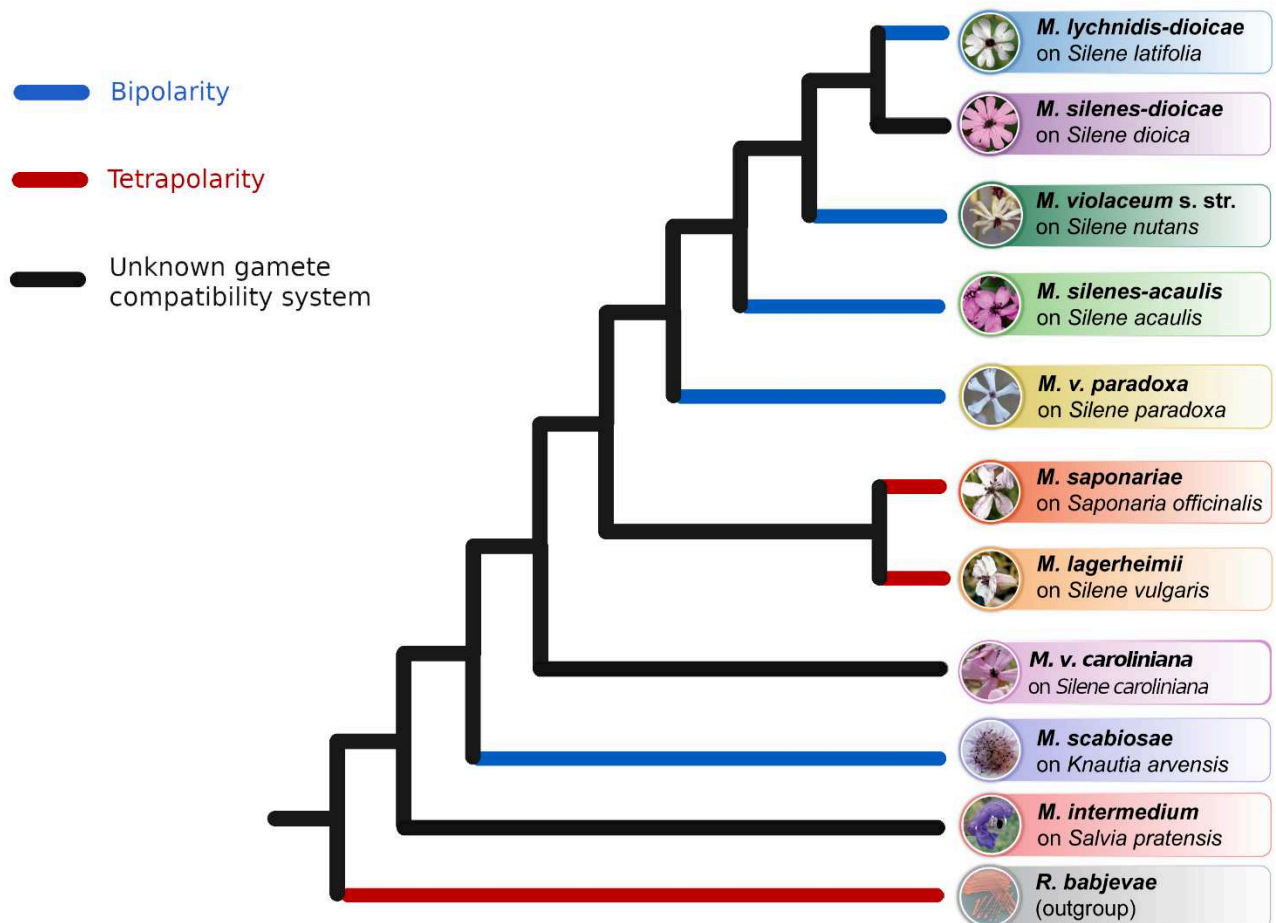 Bipolarity
Tetrapolarity
Unknown gamete
compatibility system
M. lychnidis-dioicae
on Silene latifolia
M. silenes-dioicae
on Silene dioica
M. violaceum s. str.
on Silene nutans
M. silenes-acaulis
on Silene acaulis
M. v. paradoxa
on Silene paradoxa
M. saponariae
on Saponaria officinalis
M. lagerheimii
on Silene vulgaris
M. v. caroliniana
on Silene caroliniana
M. scabiosae
on Knautia arvensis
M. intermedium
on Salvia pratensis
R. babjevae
(outgroup)